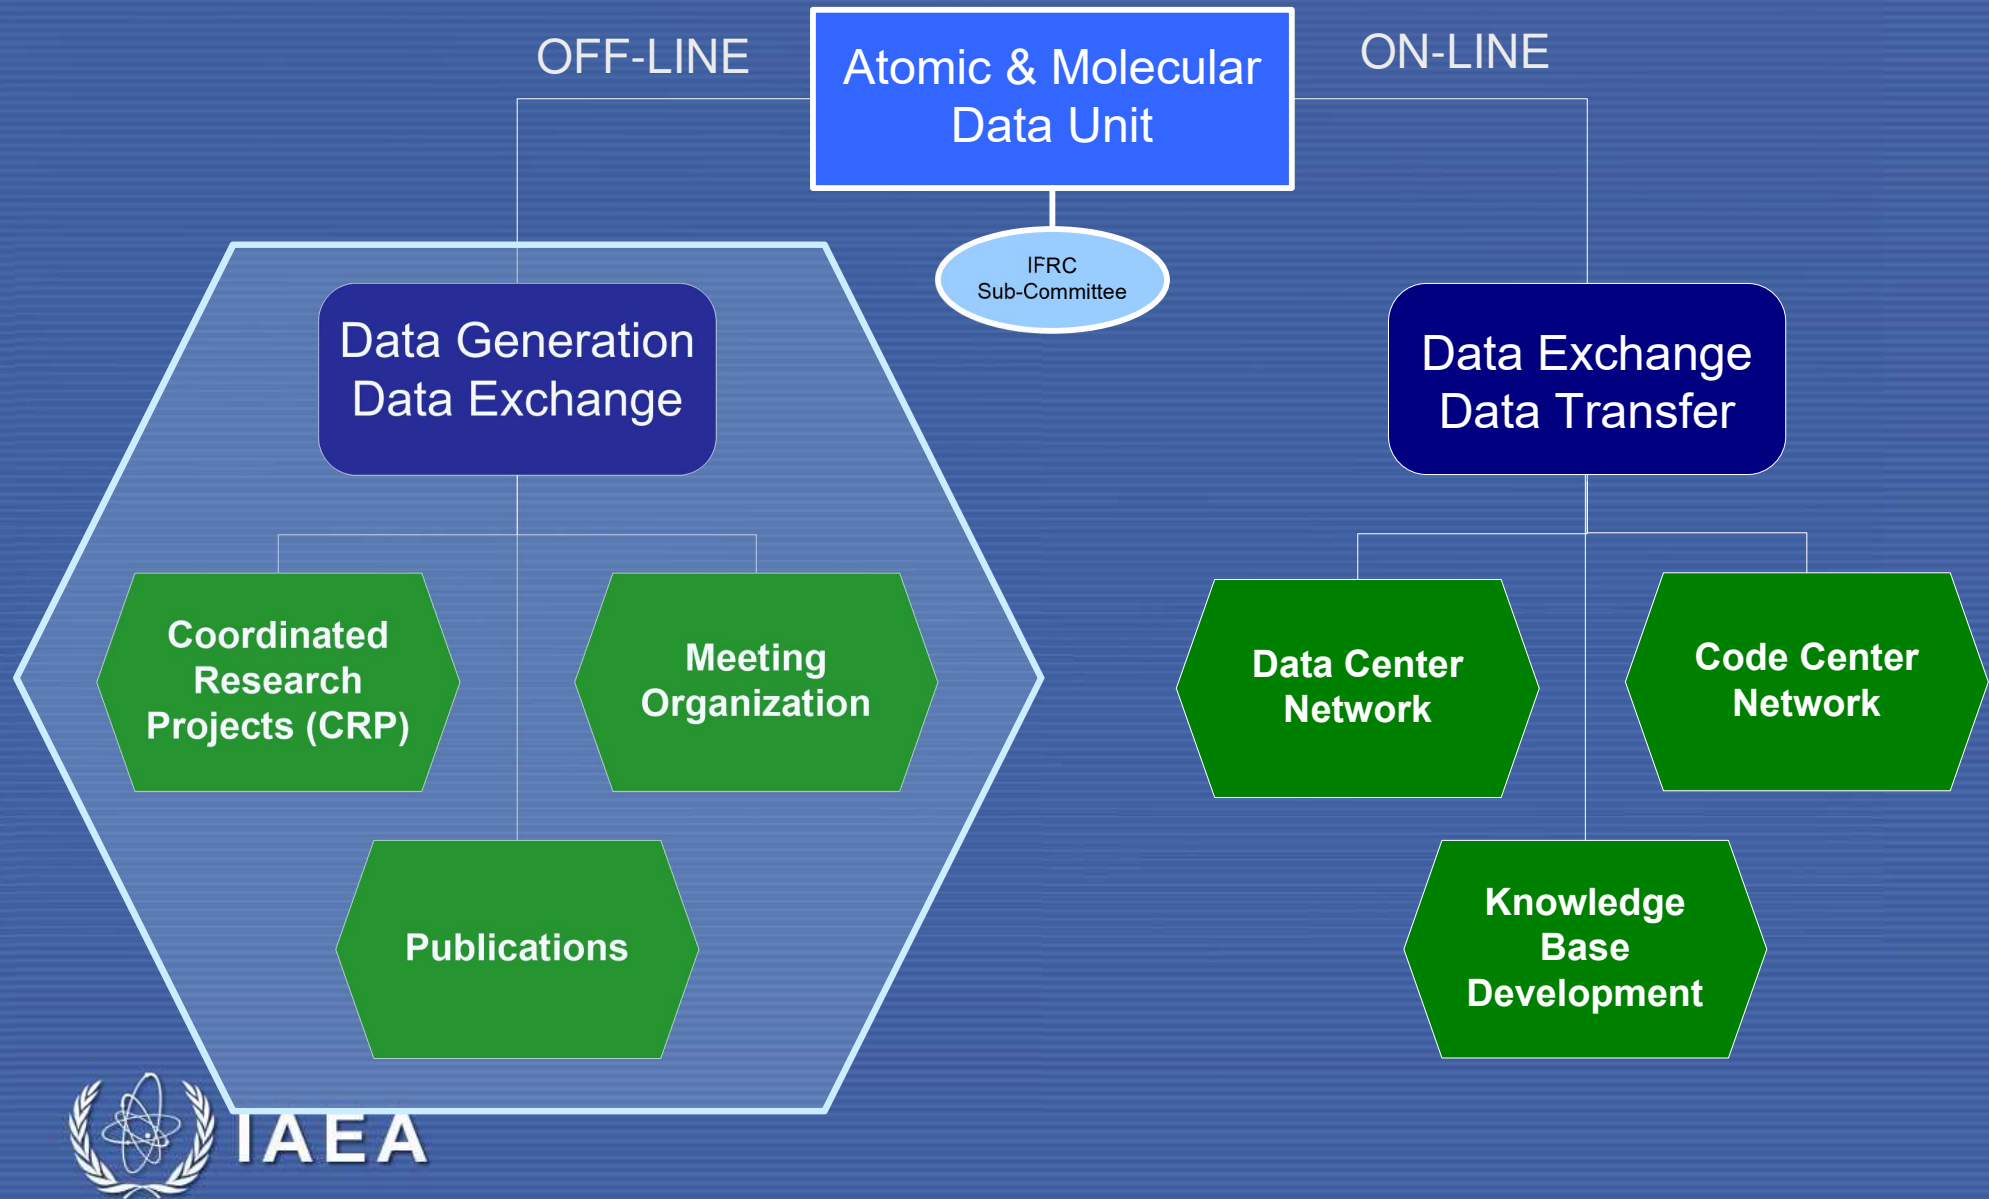 OFF-LINE
Atomic & Molecular
Data Unit
ON-LINE
IFRC
Sub-Committee
Data Generation
Data Exchange
Data Exchange
Data Transfer
Coordinated
Research
Projects (CRP)
Meeting
Organization
Data Center
Network
Code Center
Network
Publications
Knowledge
Base
Development
IAEA